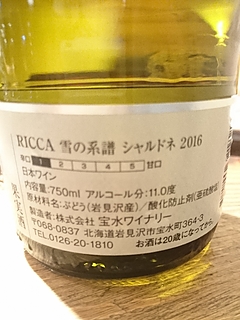 RICCA 雪の系譜 シャルドネ 2016
辛口 1 2 3 4 5 甘口
日本ワイン
内容量:750ml アルコール分:11.0度
原材料名:ぶどう(岩見沢産)/酸化防止剤(亜硫酸塩)
製造者:株式会社 宝水ワイナリー
〒068-0837 北海道岩見沢市宝水町364-3
TEL.0126-20-1810 お酒は20歳になってから
果実酒